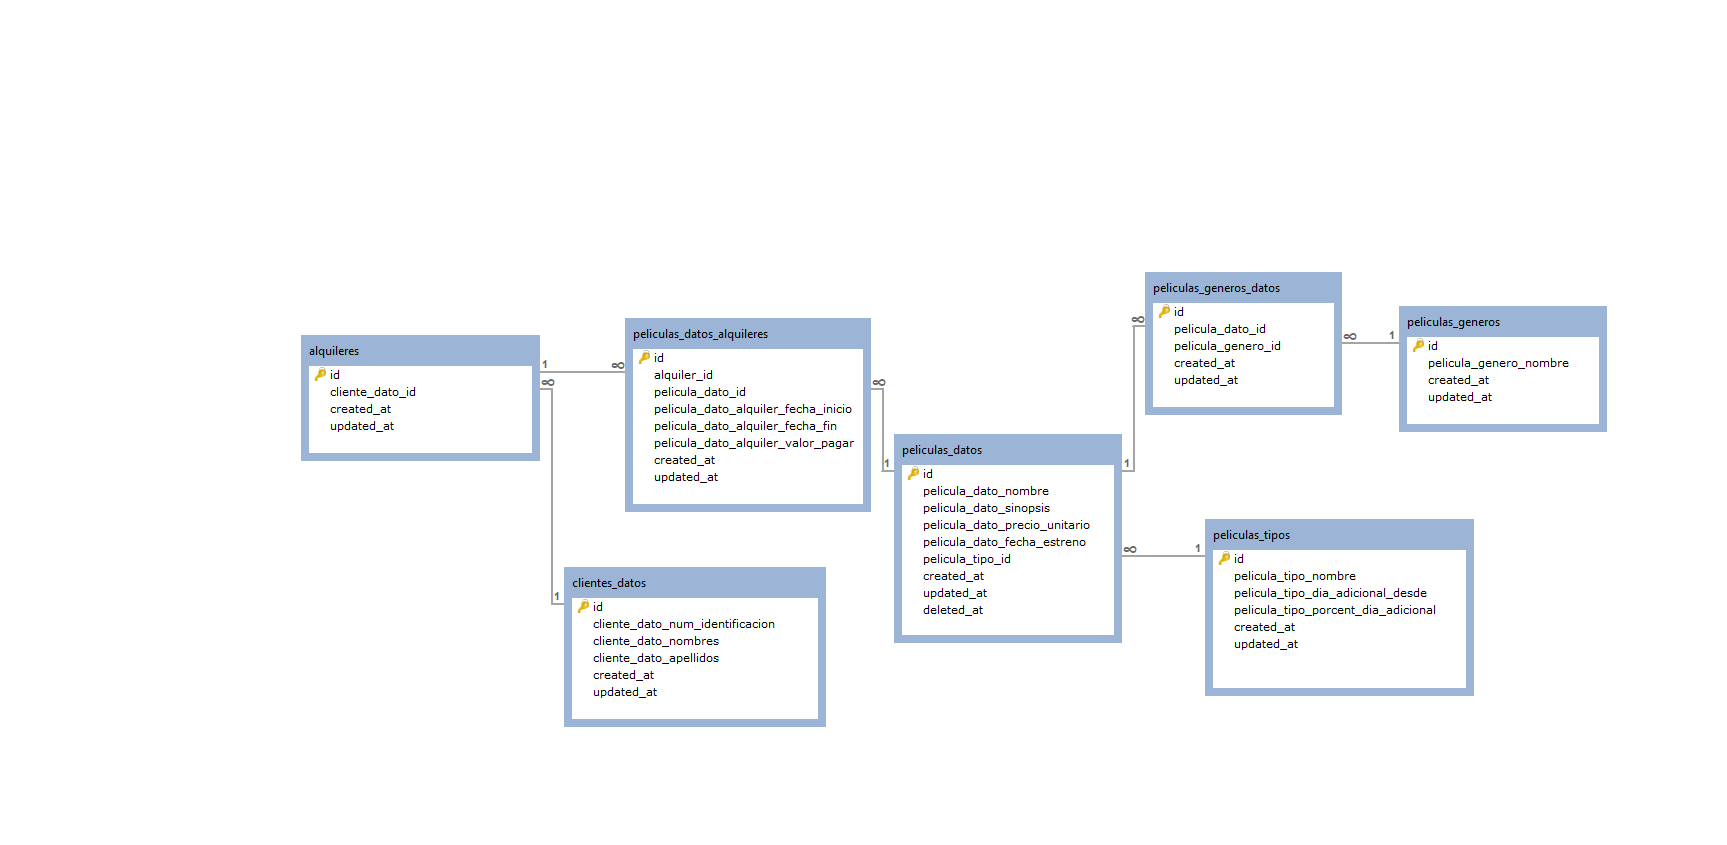 alquileres
id
cliente_dato_id
created_at
updated_at
1
∞
∞
1
peliculas_datos_alquileres
id
alquiler_id
pelicula_dato_id
pelicula_dato_alquiler_fecha_inicio
pelicula_dato_alquiler_fecha_fin
pelicula_dato_alquiler_valor_pagar
created_at
updated_at
∞
1
clientes_datos
id
cliente_dato_num_identificacion
cliente_dato_nombres
cliente_dato_apellidos
created_at
updated_at
peliculas_datos
id
pelicula_dato_nombre
pelicula_dato_sinopsis
pelicula_dato_precio_unitario
pelicula_dato_fecha_estreno
pelicula_tipo_id
created_at
updated_at
deleted_at
1
∞
∞
1
peliculas_generos_datos
id
pelicula_dato_id
pelicula_genero_id
created_at
updated_at
∞
1
peliculas_generos
id
pelicula_genero_nombre
created_at
updated_at
peliculas_tipos
id
pelicula_tipo_nombre
pelicula_tipo_dia_adicional_desde
pelicula_tipo_porcent_dia_adicional
created_at
updated_at